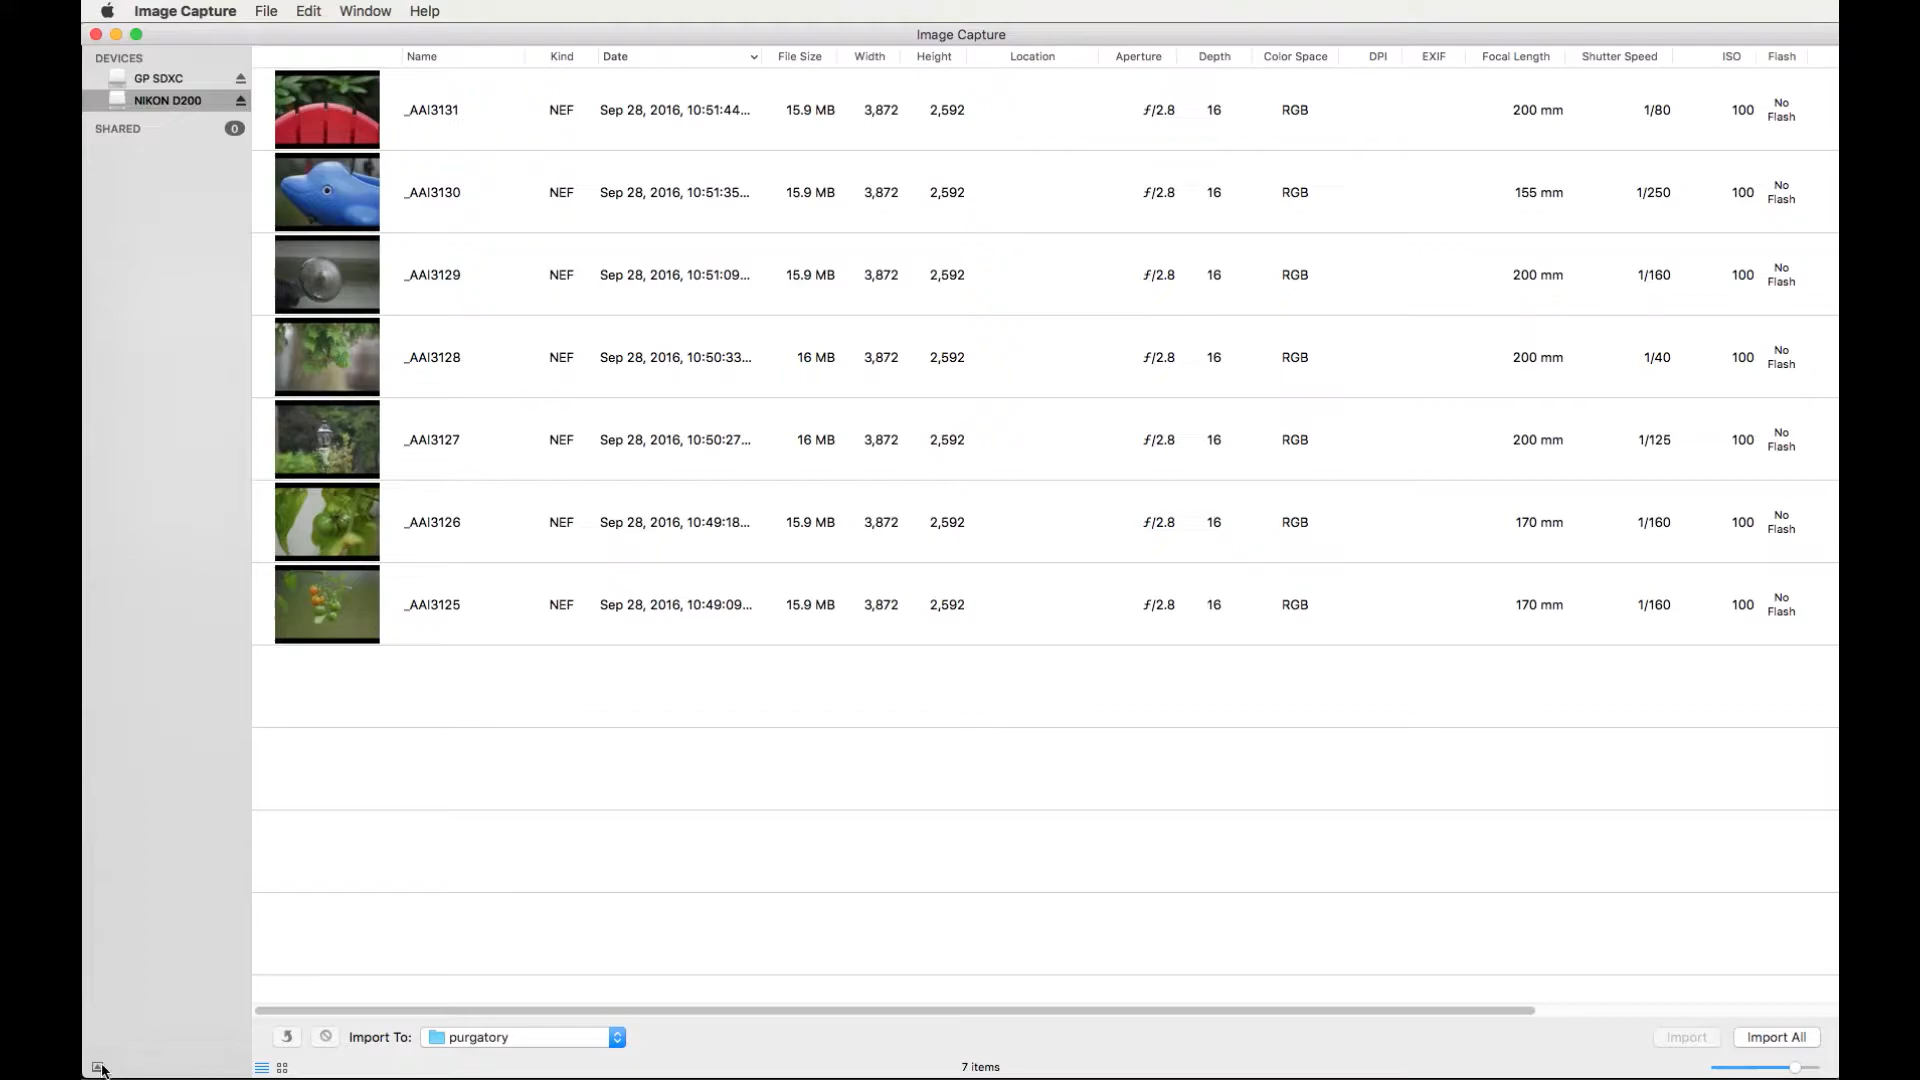 Image Capture File Edit Window Help
Image Capture
DEVICES
GP SDXC
NIKON D200
SHARED 0
Name Kind Date File Size Width Height Location Aperture Depth Color Space DPI EXIF Focal Length Shutter Speed ISO Flash
_AAI3131 NEF Sep 28, 2016, 10:51:44... 15.9 MB 3,872 2,592 ƒ/2.8 16 RGB 200 mm 1/80 100 No Flash
_AAI3130 NEF Sep 28, 2016, 10:51:35... 15.9 MB 3,872 2,592 ƒ/2.8 16 RGB 155 mm 1/250 100 No Flash
_AAI3129 NEF Sep 28, 2016, 10:51:09... 15.9 MB 3,872 2,592 ƒ/2.8 16 RGB 200 mm 1/160 100 No Flash
_AAI3128 NEF Sep 28, 2016, 10:50:33... 16 MB 3,872 2,592 ƒ/2.8 16 RGB 200 mm 1/40 100 No Flash
_AAI3127 NEF Sep 28, 2016, 10:50:27... 16 MB 3,872 2,592 ƒ/2.8 16 RGB 200 mm 1/125 100 No Flash
_AAI3126 NEF Sep 28, 2016, 10:49:18... 15.9 MB 3,872 2,592 ƒ/2.8 16 RGB 170 mm 1/160 100 No Flash
_AAI3125 NEF Sep 28, 2016, 10:49:09... 15.9 MB 3,872 2,592 ƒ/2.8 16 RGB 170 mm 1/160 100 No Flash
Import To: purgatory Import Import All
7 items